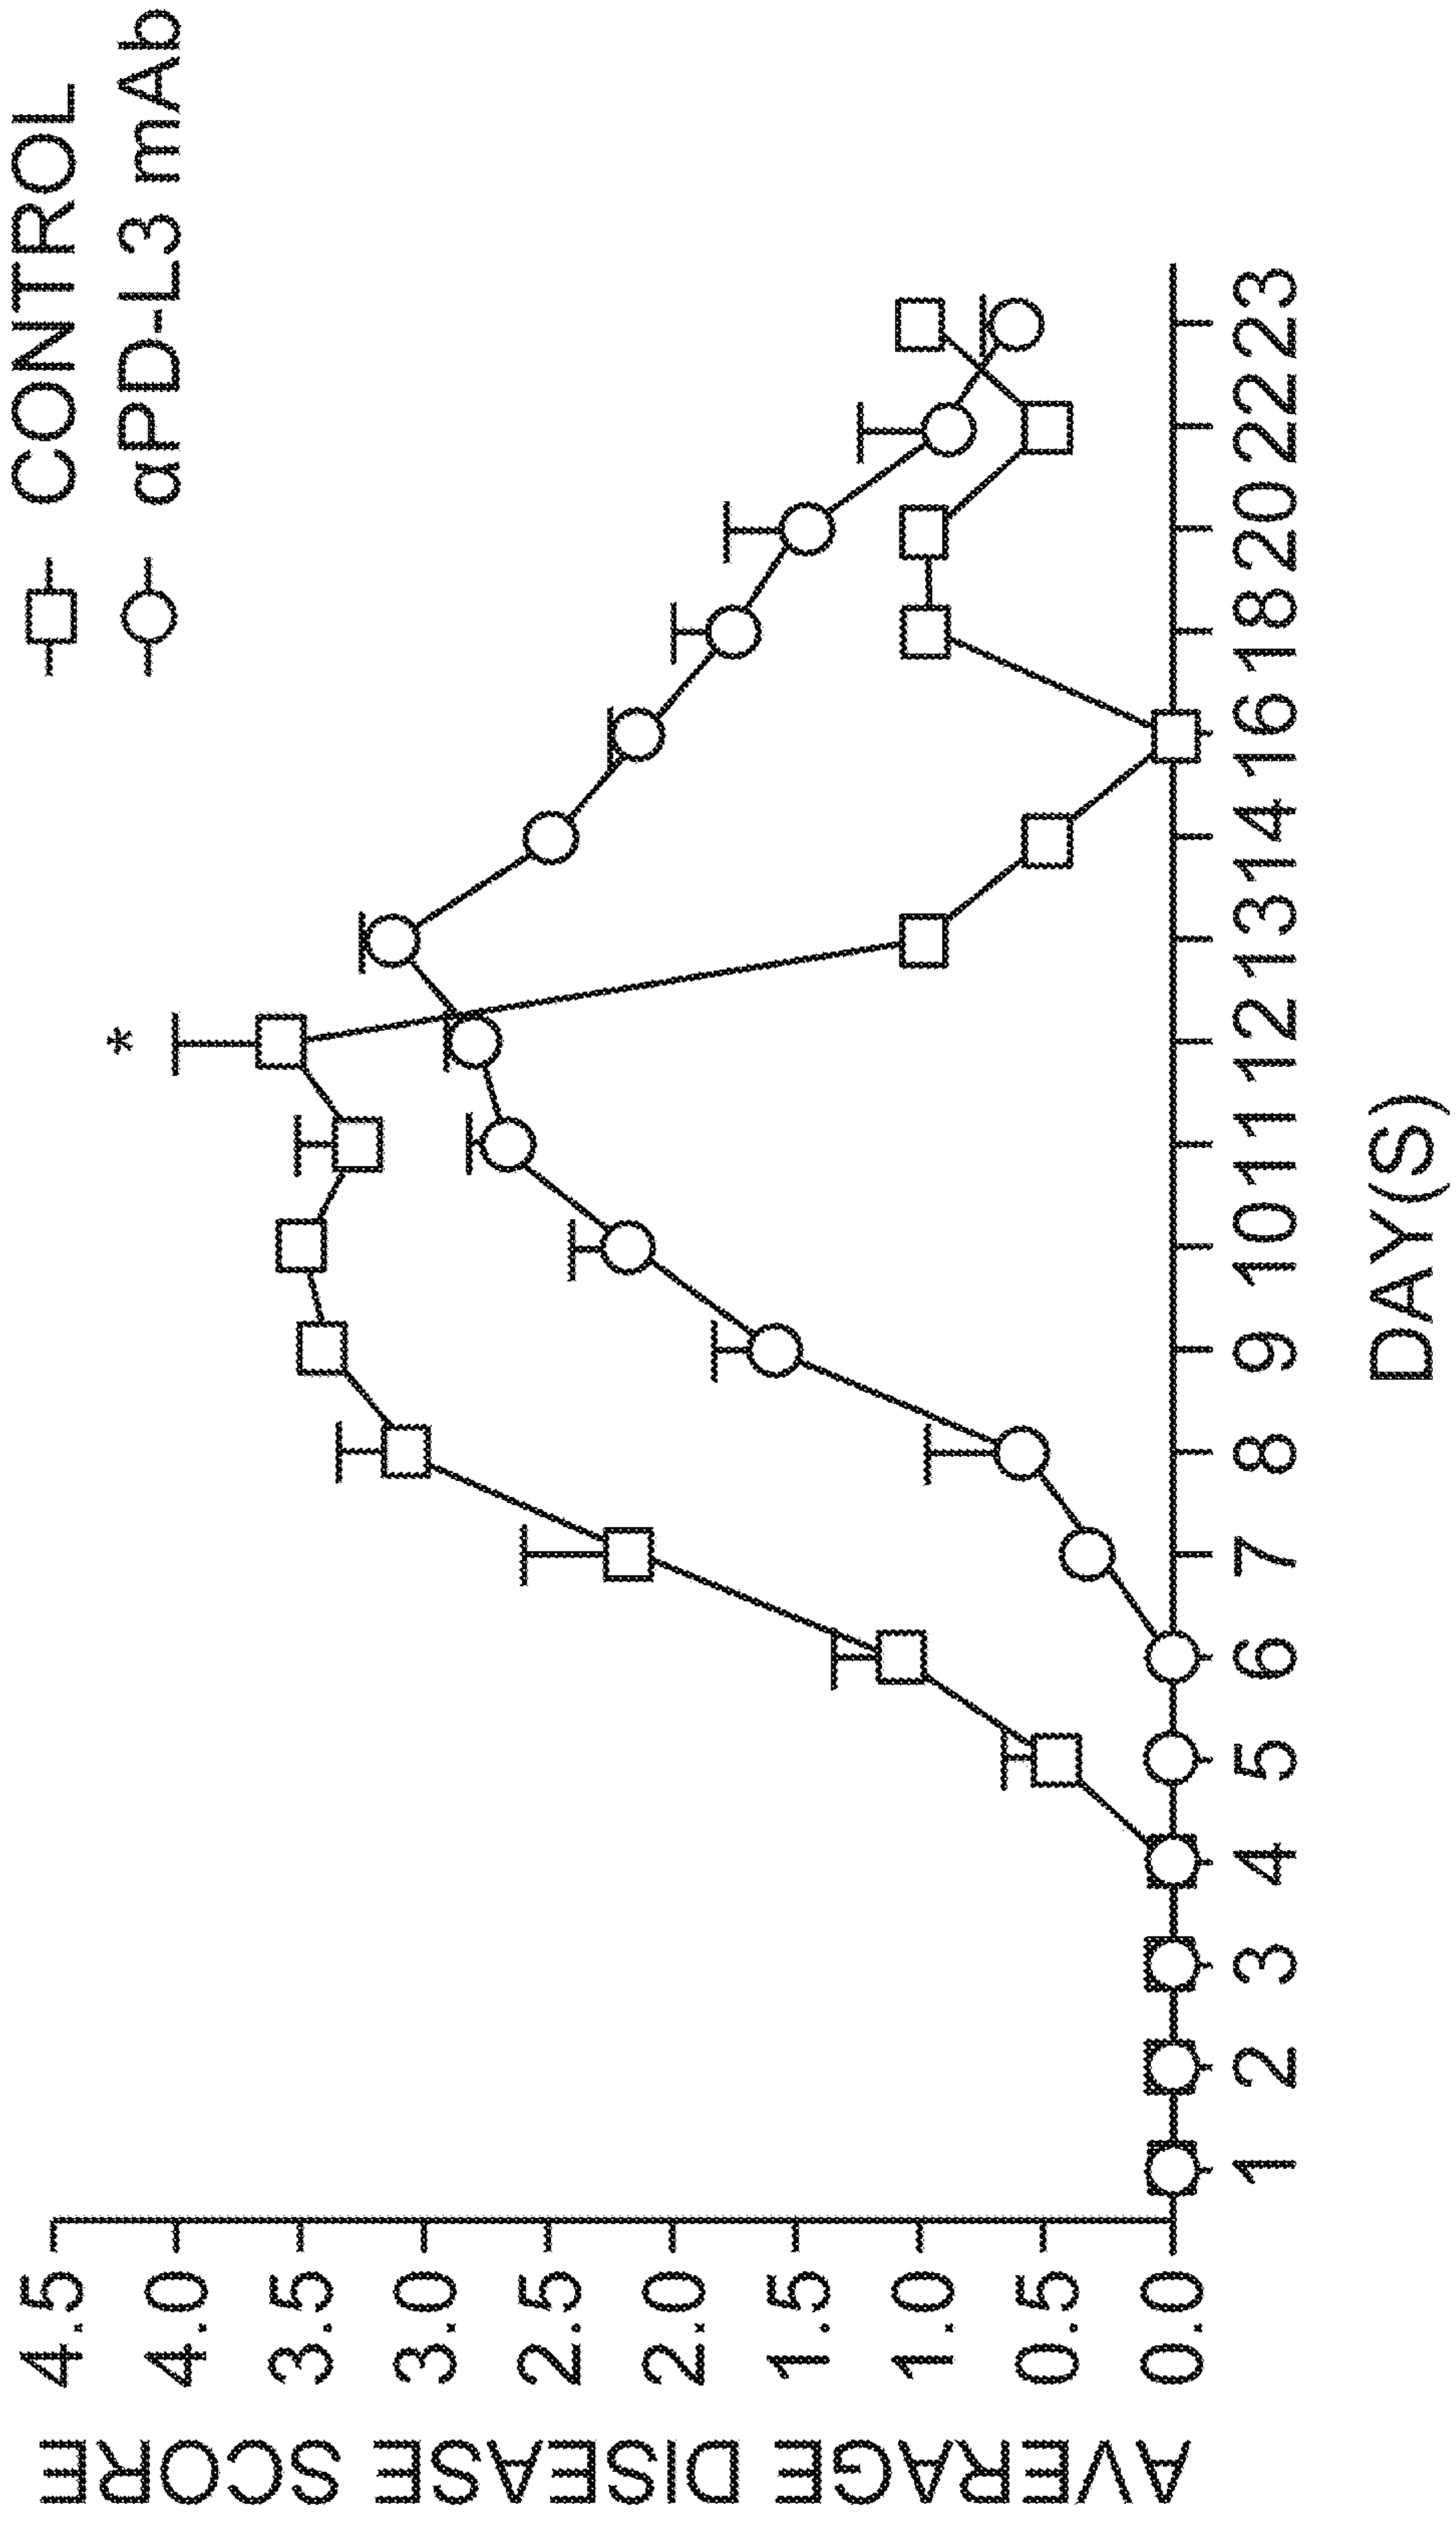 CONTROL
αPD-L3 mAb
*
AVERAGE DISEASE SCORE
4.5
4.0
3.5
3.0
2.5
2.0
1.5
1.0
0.5
0.0
1 2 3 4 5 6 7 8 9 10 11 12 13 14 16 18 20 22 23
DAY(S)